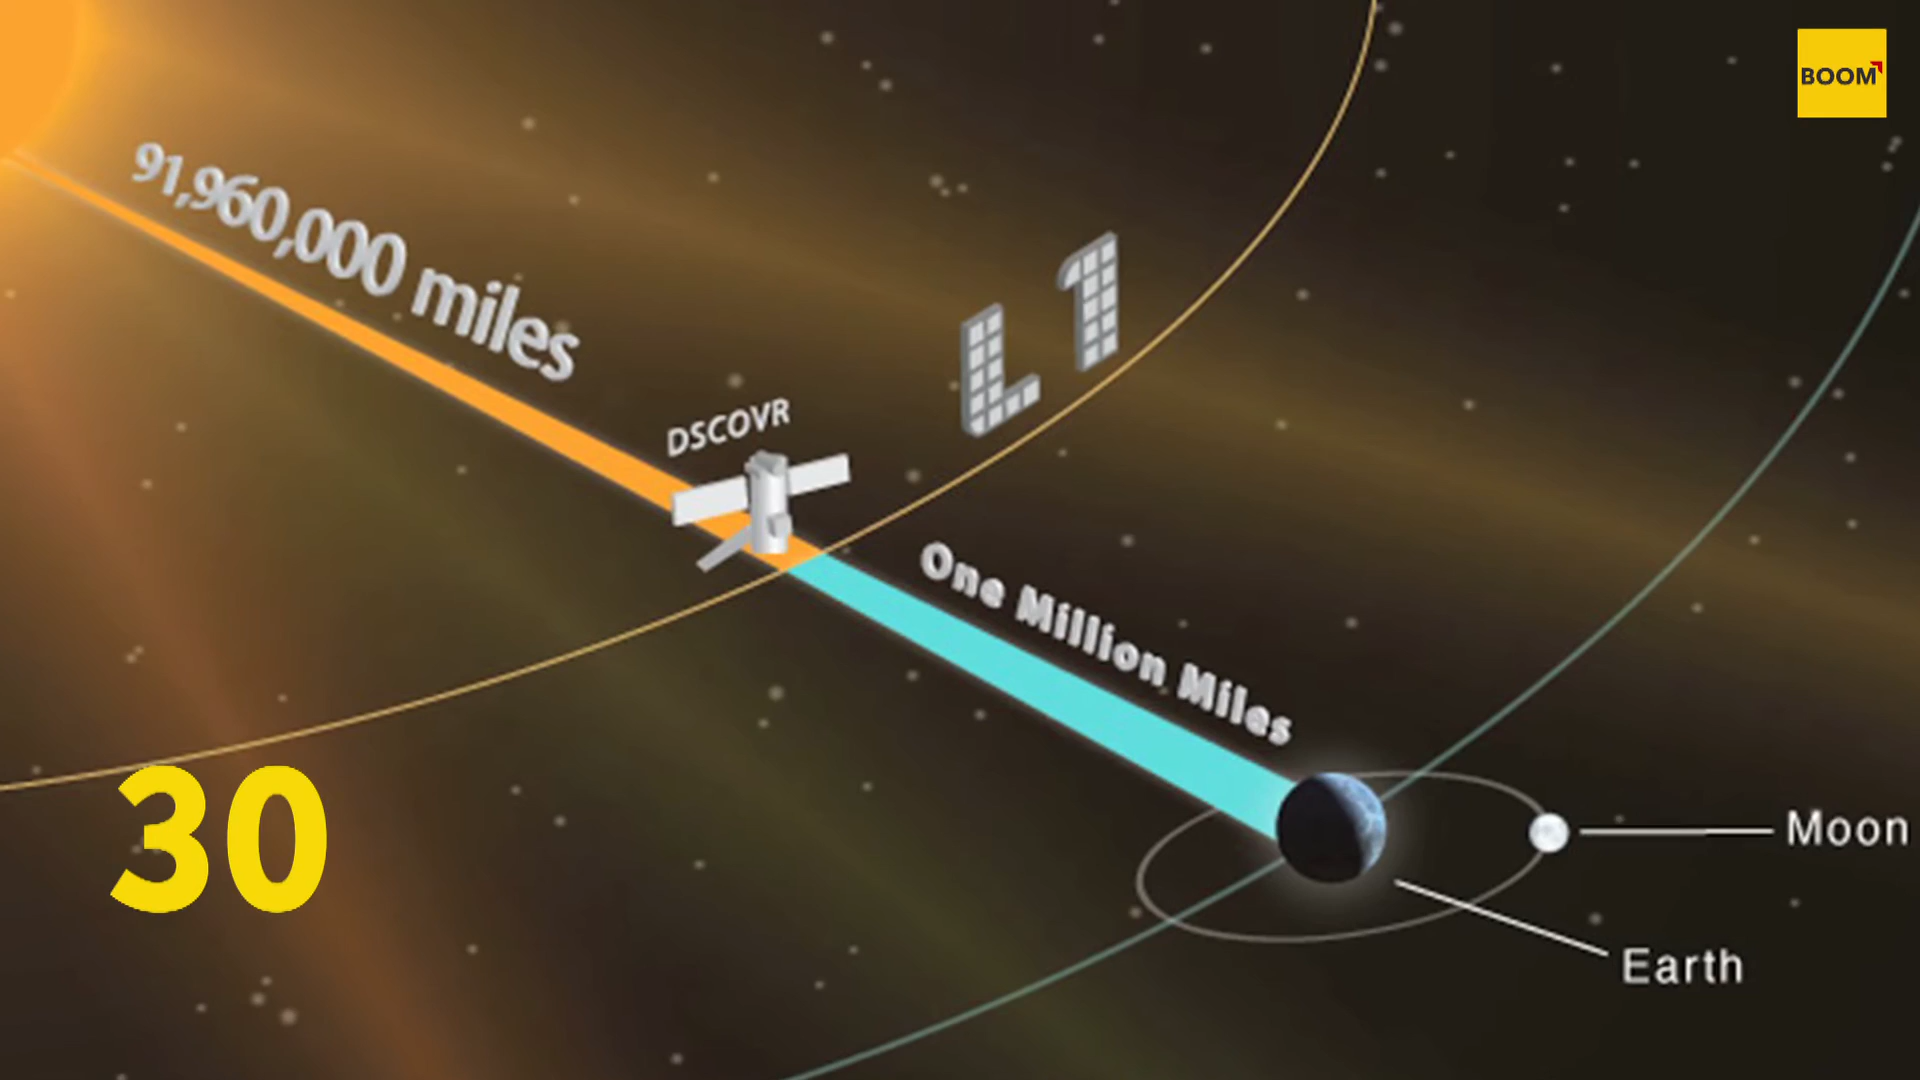 BOOM
91,960,000 miles
L1
DSCOVR
One Million Miles
30
Moon
Earth